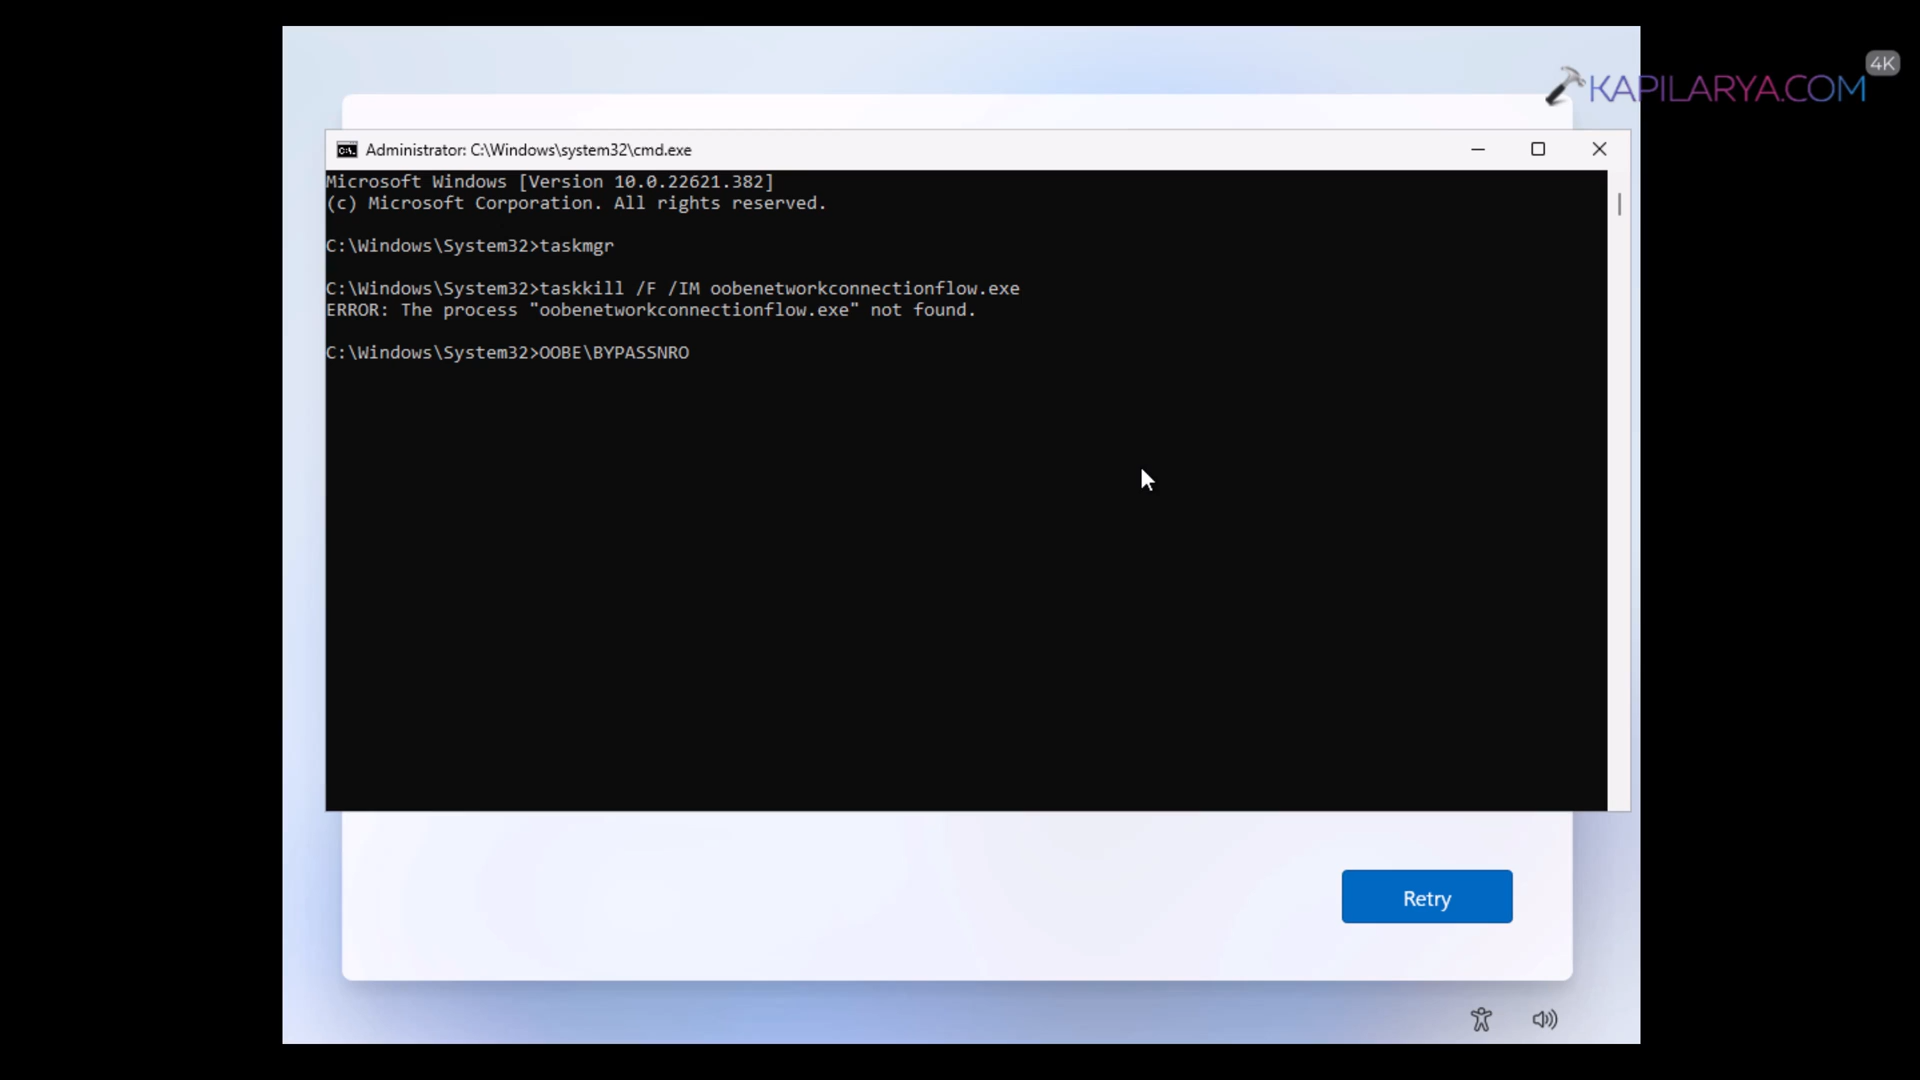 4K
KAPILARYA.COM
Administrator: C:\Windows\system32\cmd.exe
Microsoft Windows [Version 10.0.22621.382]
(c) Microsoft Corporation. All rights reserved.
C:\Windows\System32>taskmgr
C:\Windows\System32>taskkill /F /IM oobenetworkconnectionflow.exe
ERROR: The process "oobenetworkconnectionflow.exe" not found.
C:\Windows\System32>OOBE\BYPASSNRO
Retry